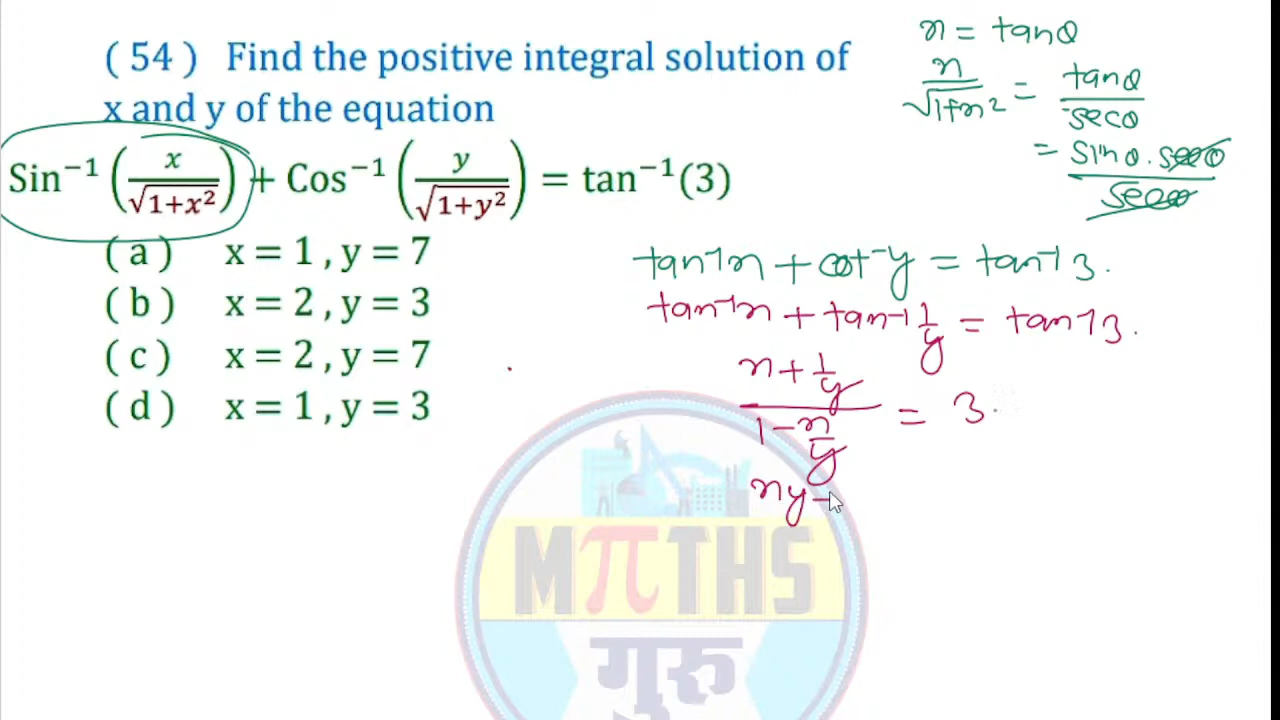 ( 54 ) Find the positive integral solution of
x and y of the equation
Sin⁻¹ (x/√1+x²) + Cos⁻¹ (y/√1+y²) = tan⁻¹(3)
( a ) x = 1 , y = 7
( b ) x = 2 , y = 3
( c ) x = 2 , y = 7
( d ) x = 1 , y = 3
x = tanθ
x/√1+x² = tanθ/secθ
= sinθ . secθ/secθ
tan⁻¹x + cot⁻¹y = tan⁻¹3.
tan⁻¹x + tan⁻¹ 1/y = tan⁻¹3.
x + 1/y / 1 - x/y = 3.
xy
MπTHS
गुरु